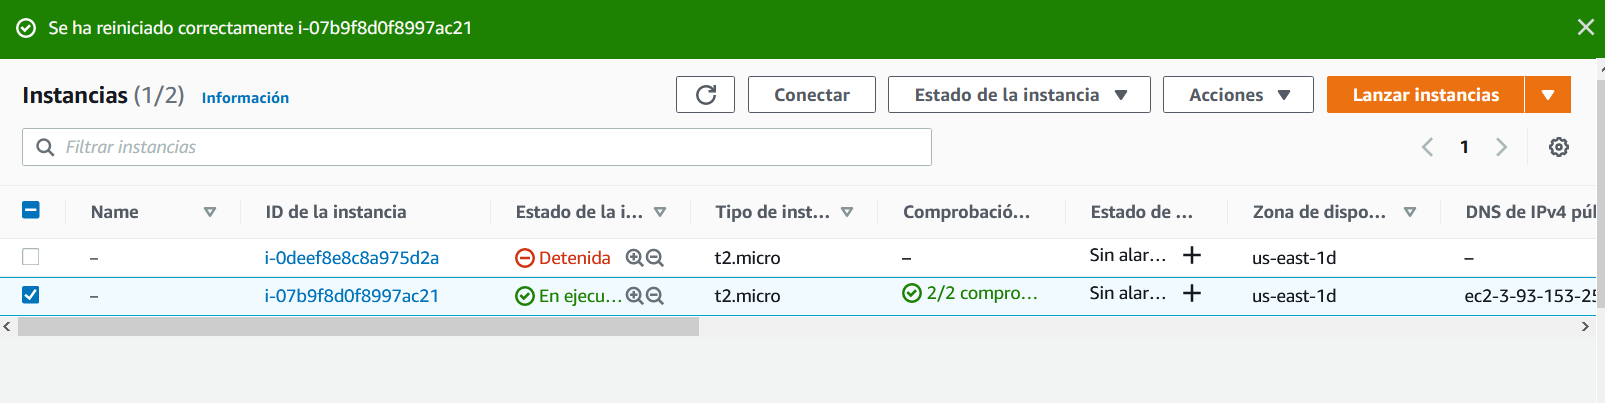 Se ha reiniciado correctamente i-07b9f8d0f8997ac21
Instancias (1/2) Información Conectar Estado de la instancia Acciones Lanzar instancias
Filtrar instancias 1
Name ID de la instancia Estado de la i... Tipo de inst... Comprobació... Estado de ... Zona de dispo... DNS de IPv4 púl
– i-0deef8e8c8a975d2a Detenida t2.micro – Sin alar... us-east-1d –
– i-07b9f8d0f8997ac21 En ejecu... t2.micro 2/2 compro... Sin alar... us-east-1d ec2-3-93-153-25